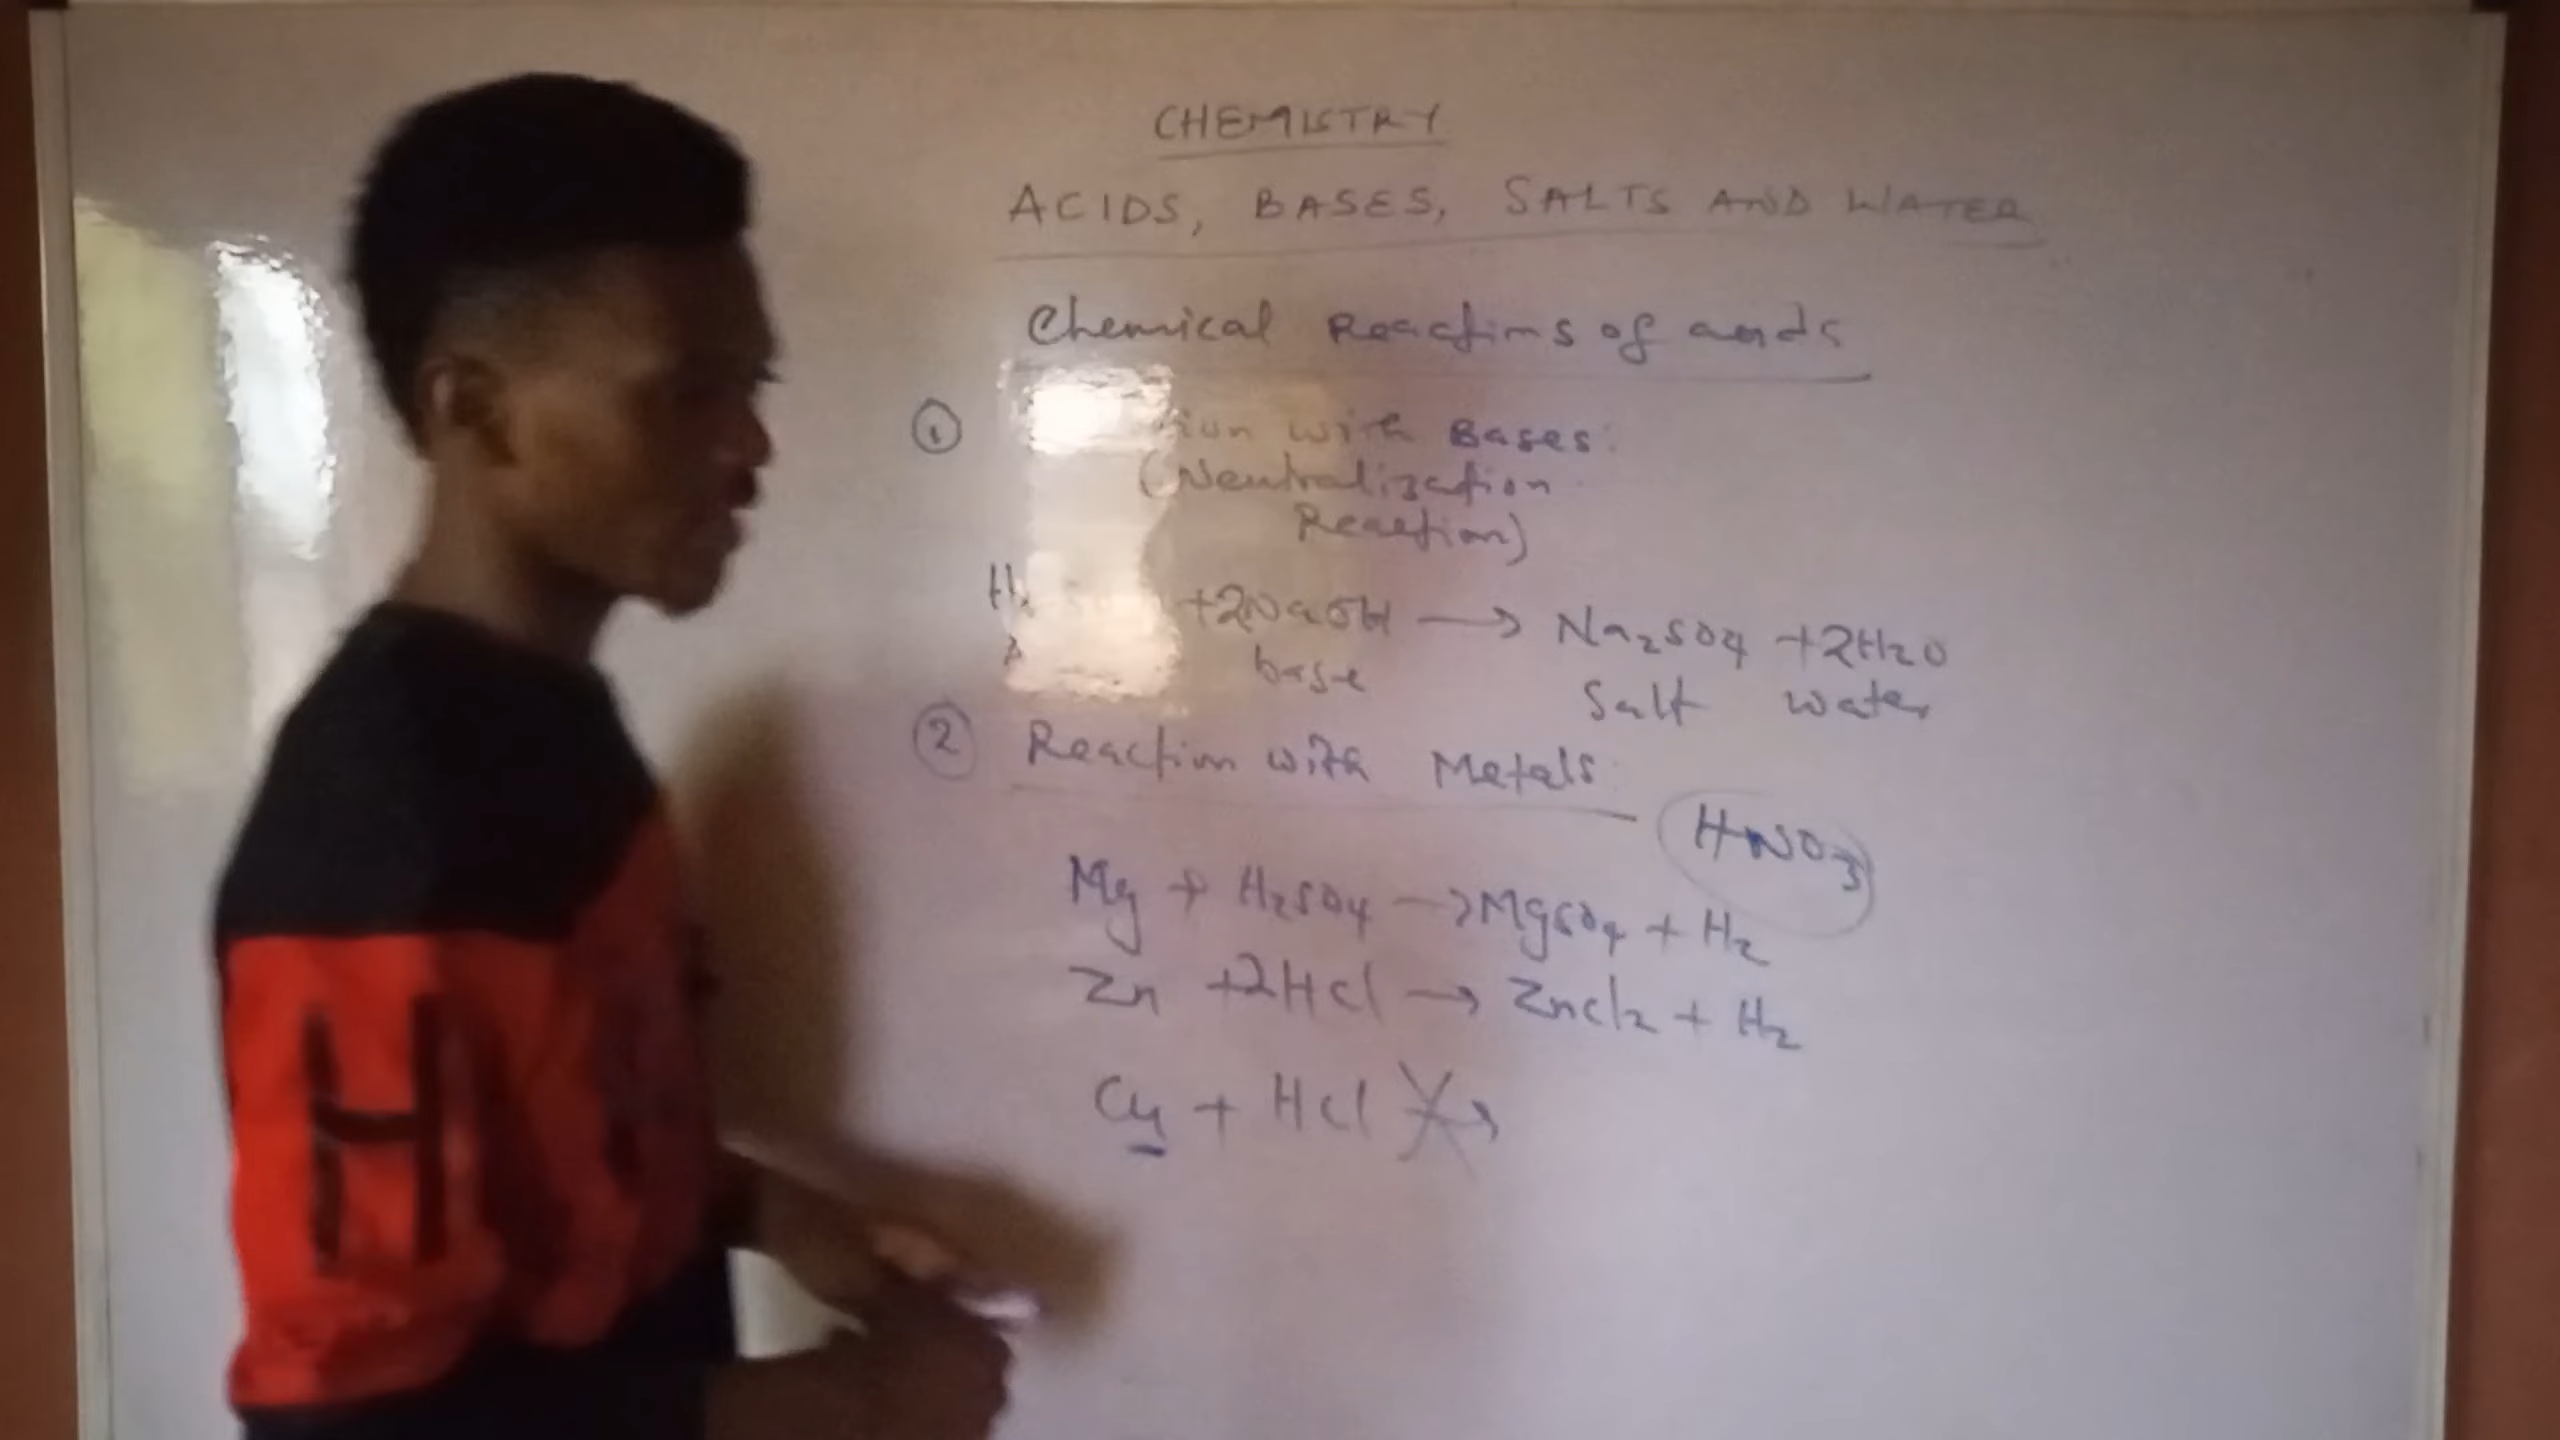 CHEMISTRY
ACIDS, BASES, SALTS AND WATER
Chemical Reactions of acids
① with Bases:
(Neutralization
Reaction)
+2NaOH → Na₂SO₄ +2H₂O
base Salt water
② Reaction with Metals
HNO₃
Mg + H₂SO₄ → MgSO₄ + H₂
Zn +2HCl → ZnCl₂ + H₂
Cu + HCl →
H